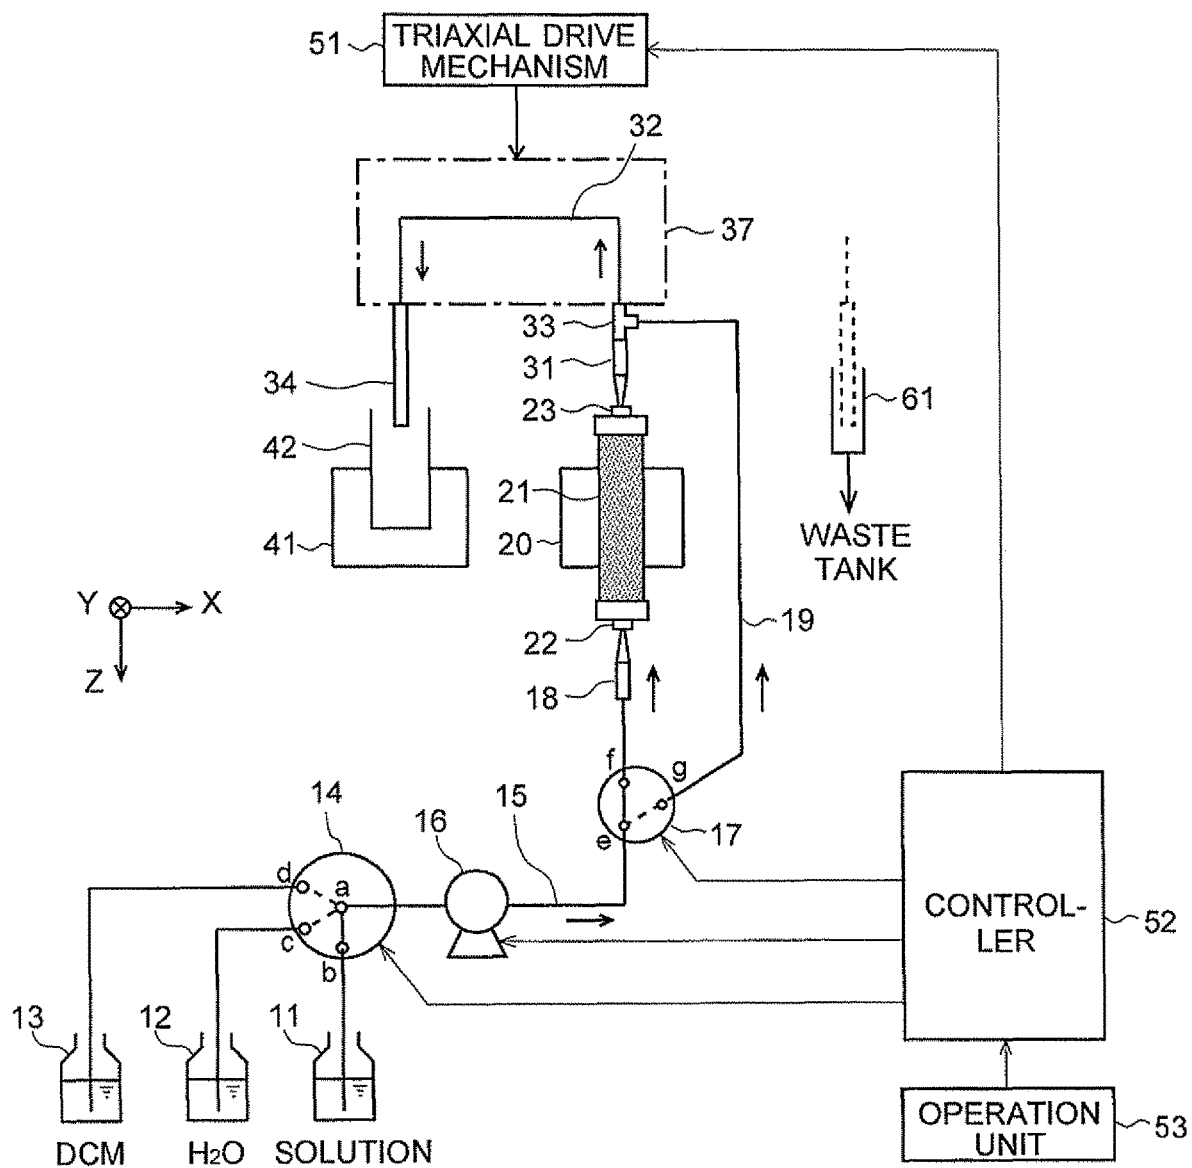 51
TRIAXIAL DRIVE
MECHANISM
32
37
33
31
34
23
61
42
21
41
20
WASTE
TANK
Y
X
Z
22
19
18
f
g
14
16
15
e
17
d
a
c
b
CONTROL-
LER
52
13
12
11
OPERATION
UNIT
53
DCM
H₂O
SOLUTION